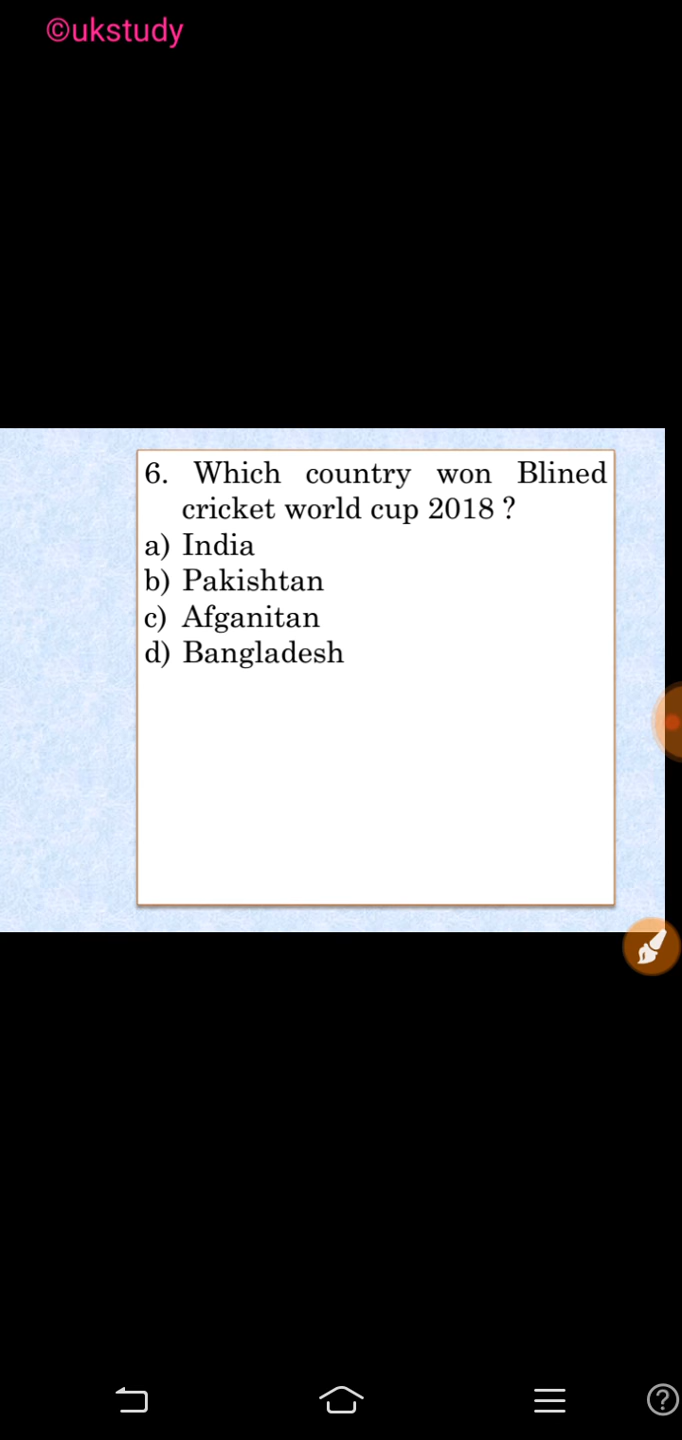 ©ukstudy
6. Which country won Blined
cricket world cup 2018 ?
a) India
b) Pakishtan
c) Afganitan
d) Bangladesh